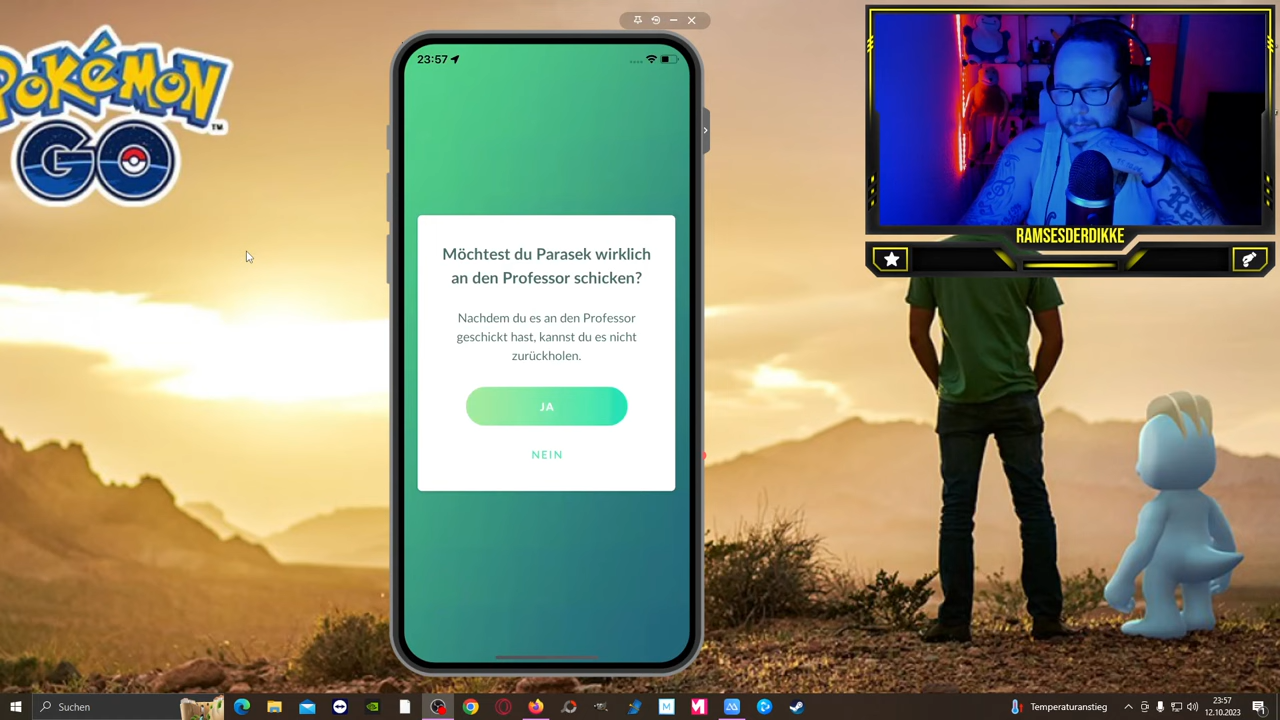 POKÉMON
GO
TM
23:57
Möchtest du Parasek wirklich
an den Professor schicken?
Nachdem du es an den Professor
geschickt hast, kannst du es nicht
zurückholen.
JA
NEIN
RAMSESDERDIKKE
Suchen
Temperaturanstieg
23:57
12.10.2023